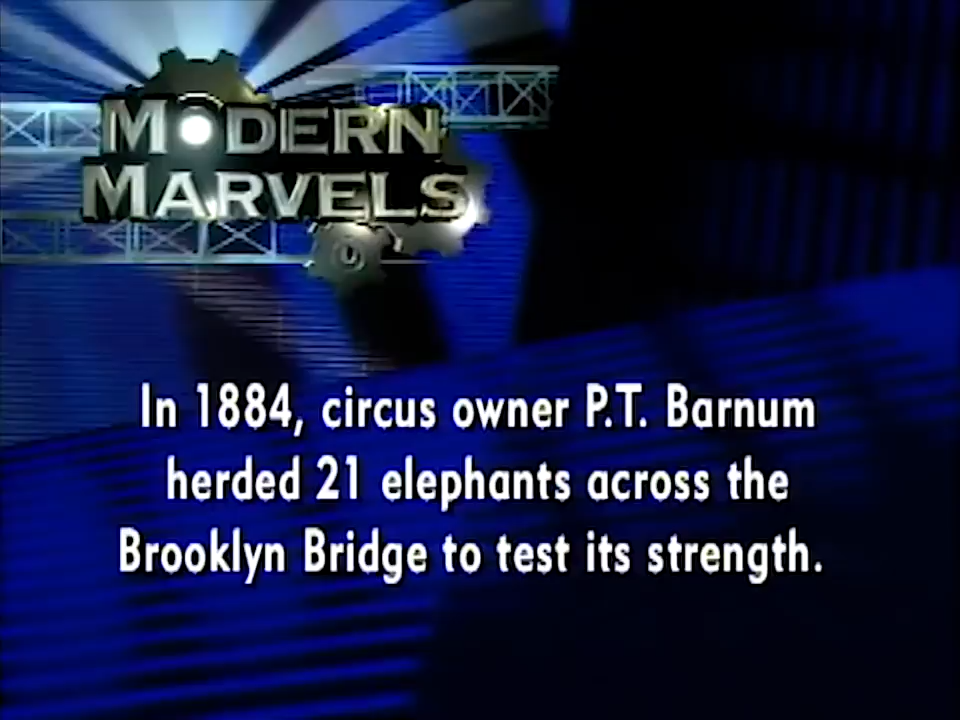 MODERN
MARVELS
In 1884, circus owner P.T. Barnum
herded 21 elephants across the
Brooklyn Bridge to test its strength.